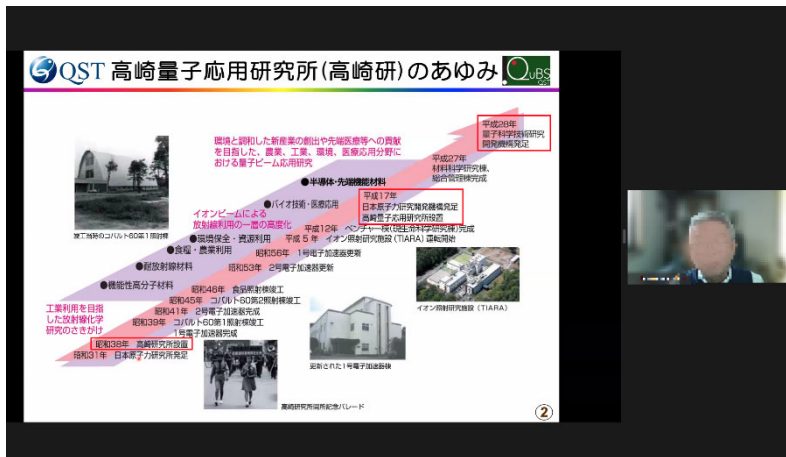 QST 高崎量子応用研究所(高崎研)のあゆみ QUBS
QST
平成28年
量子科学技術研究
開発機構発足
環境と調和した新産業の創出や先端医療等への貢献
を目指した、農業、工業、環境、医療応用分野に
おける量子ビーム応用研究
平成27年
材料科学研究棟、
総合管理棟完成
●半導体・先端機能材料
平成17年
日本原子力研究開発機構発足
高崎量子応用研究所設置
●バイオ技術・医療応用
イオンビームによる
放射線利用の一層の高度化
竣工当時のコバルト60第1照射棟
平成12年 ベンチャー棟(現生命科学研究棟)完成
●環境保全・資源利用 平成 5 年 イオン照射研究施設(TIARA)運転開始
●食糧・農業利用
昭和56年 1号電子加速器更新
●耐放射線材料
昭和53年 2号電子加速器更新
●機能性高分子材料
昭和46年 食品照射棟竣工
昭和45年 コバルト60第2照射棟竣工
昭和41年 2号電子加速器完成
昭和39年 コバルト60第1照射棟竣工
1号電子加速器完成
工業利用を目指
した放射線化学
研究のさきがけ
昭和38年 高崎研究所設置
昭和31年 日本原子力研究所発足
イオン照射研究施設(TIARA)
更新された1号電子加速器棟
高崎研究所開所記念パレード
2